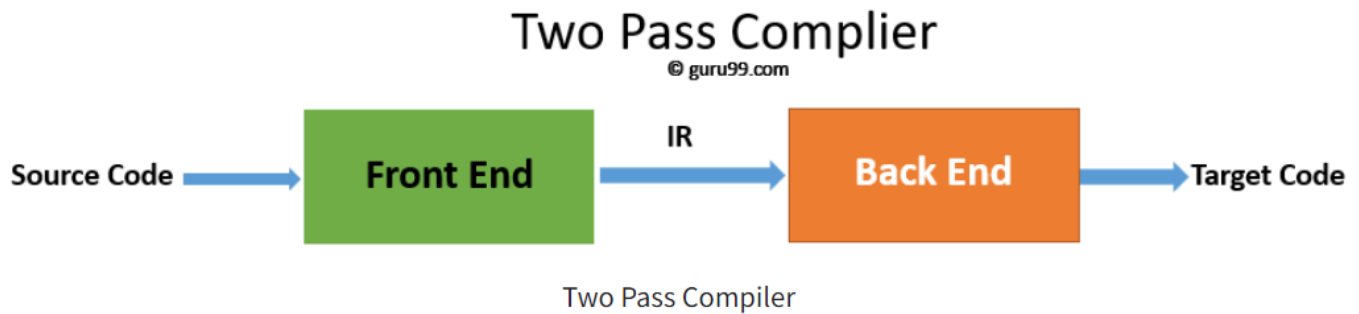 Two Pass Complier
© guru99.com
IR
Source Code
Front End
Back End
Target Code
Two Pass Compiler